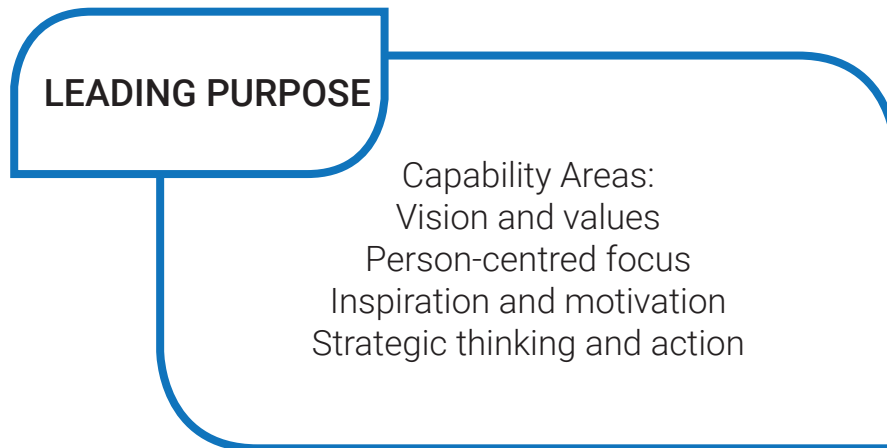 LEADING PURPOSE
Capability Areas:
Vision and values
Person-centred focus
Inspiration and motivation
Strategic thinking and action